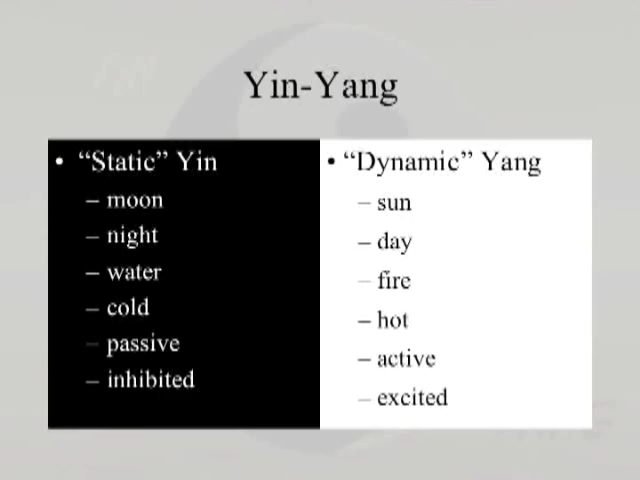 Yin-Yang
• “Static” Yin
– moon
– night
– water
– cold
– passive
– inhibited
• “Dynamic” Yang
– sun
– day
– fire
– hot
– active
– excited